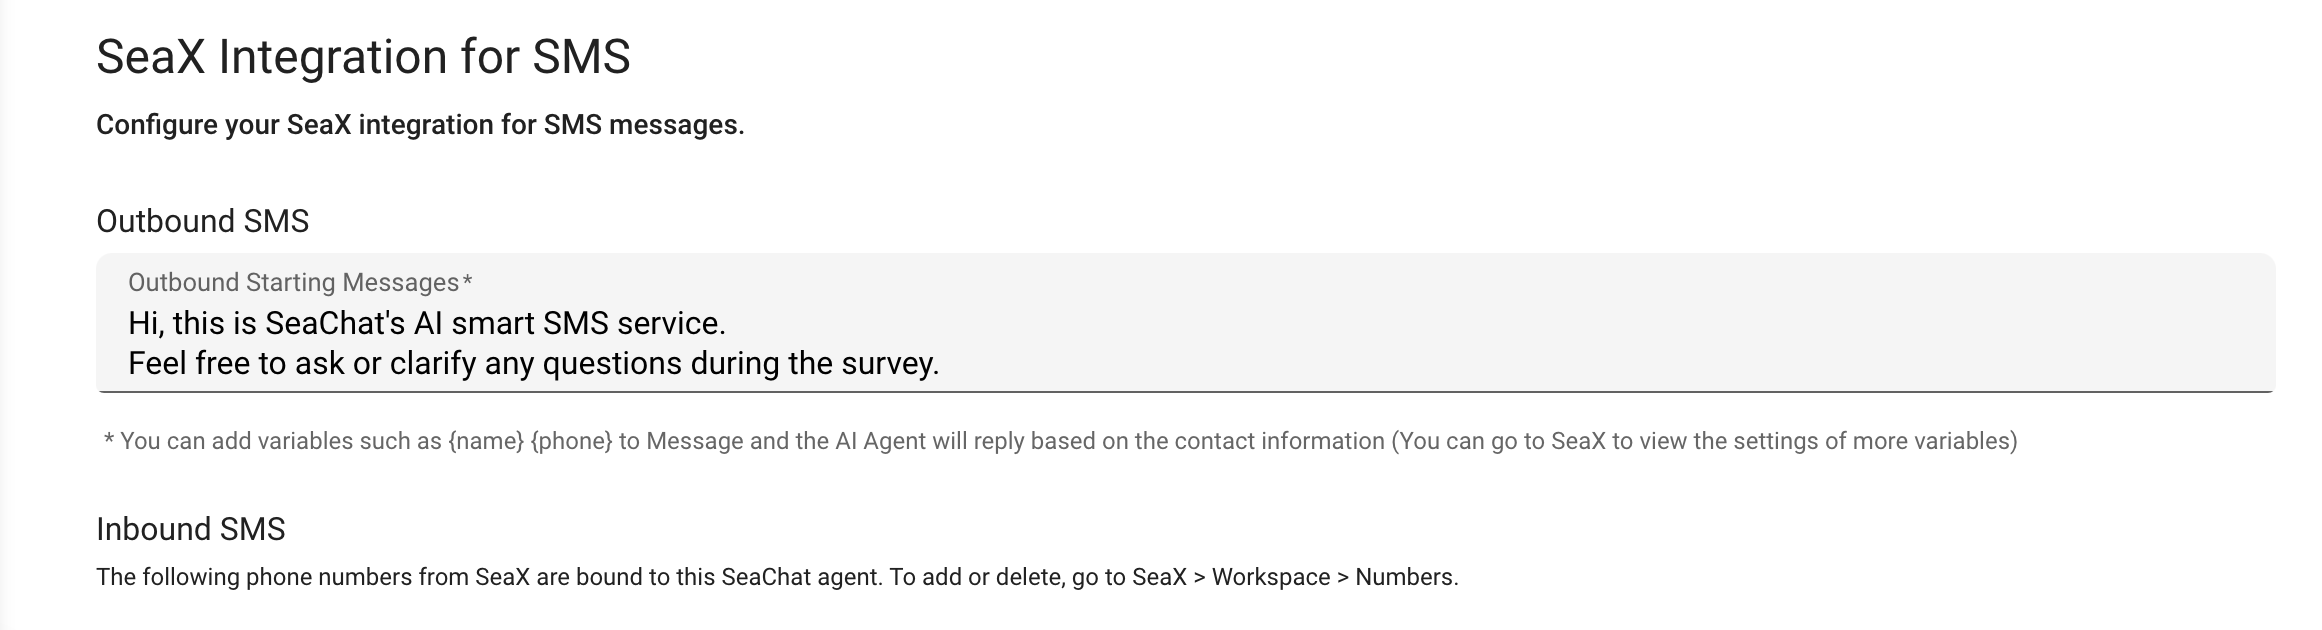 SeaX Integration for SMS
Configure your SeaX integration for SMS messages.
Outbound SMS
Outbound Starting Messages*
Hi, this is SeaChat's AI smart SMS service.
Feel free to ask or clarify any questions during the survey.
* You can add variables such as {name} {phone} to Message and the AI Agent will reply based on the contact information (You can go to SeaX to view the settings of more variables)
Inbound SMS
The following phone numbers from SeaX are bound to this SeaChat agent. To add or delete, go to SeaX > Workspace > Numbers.